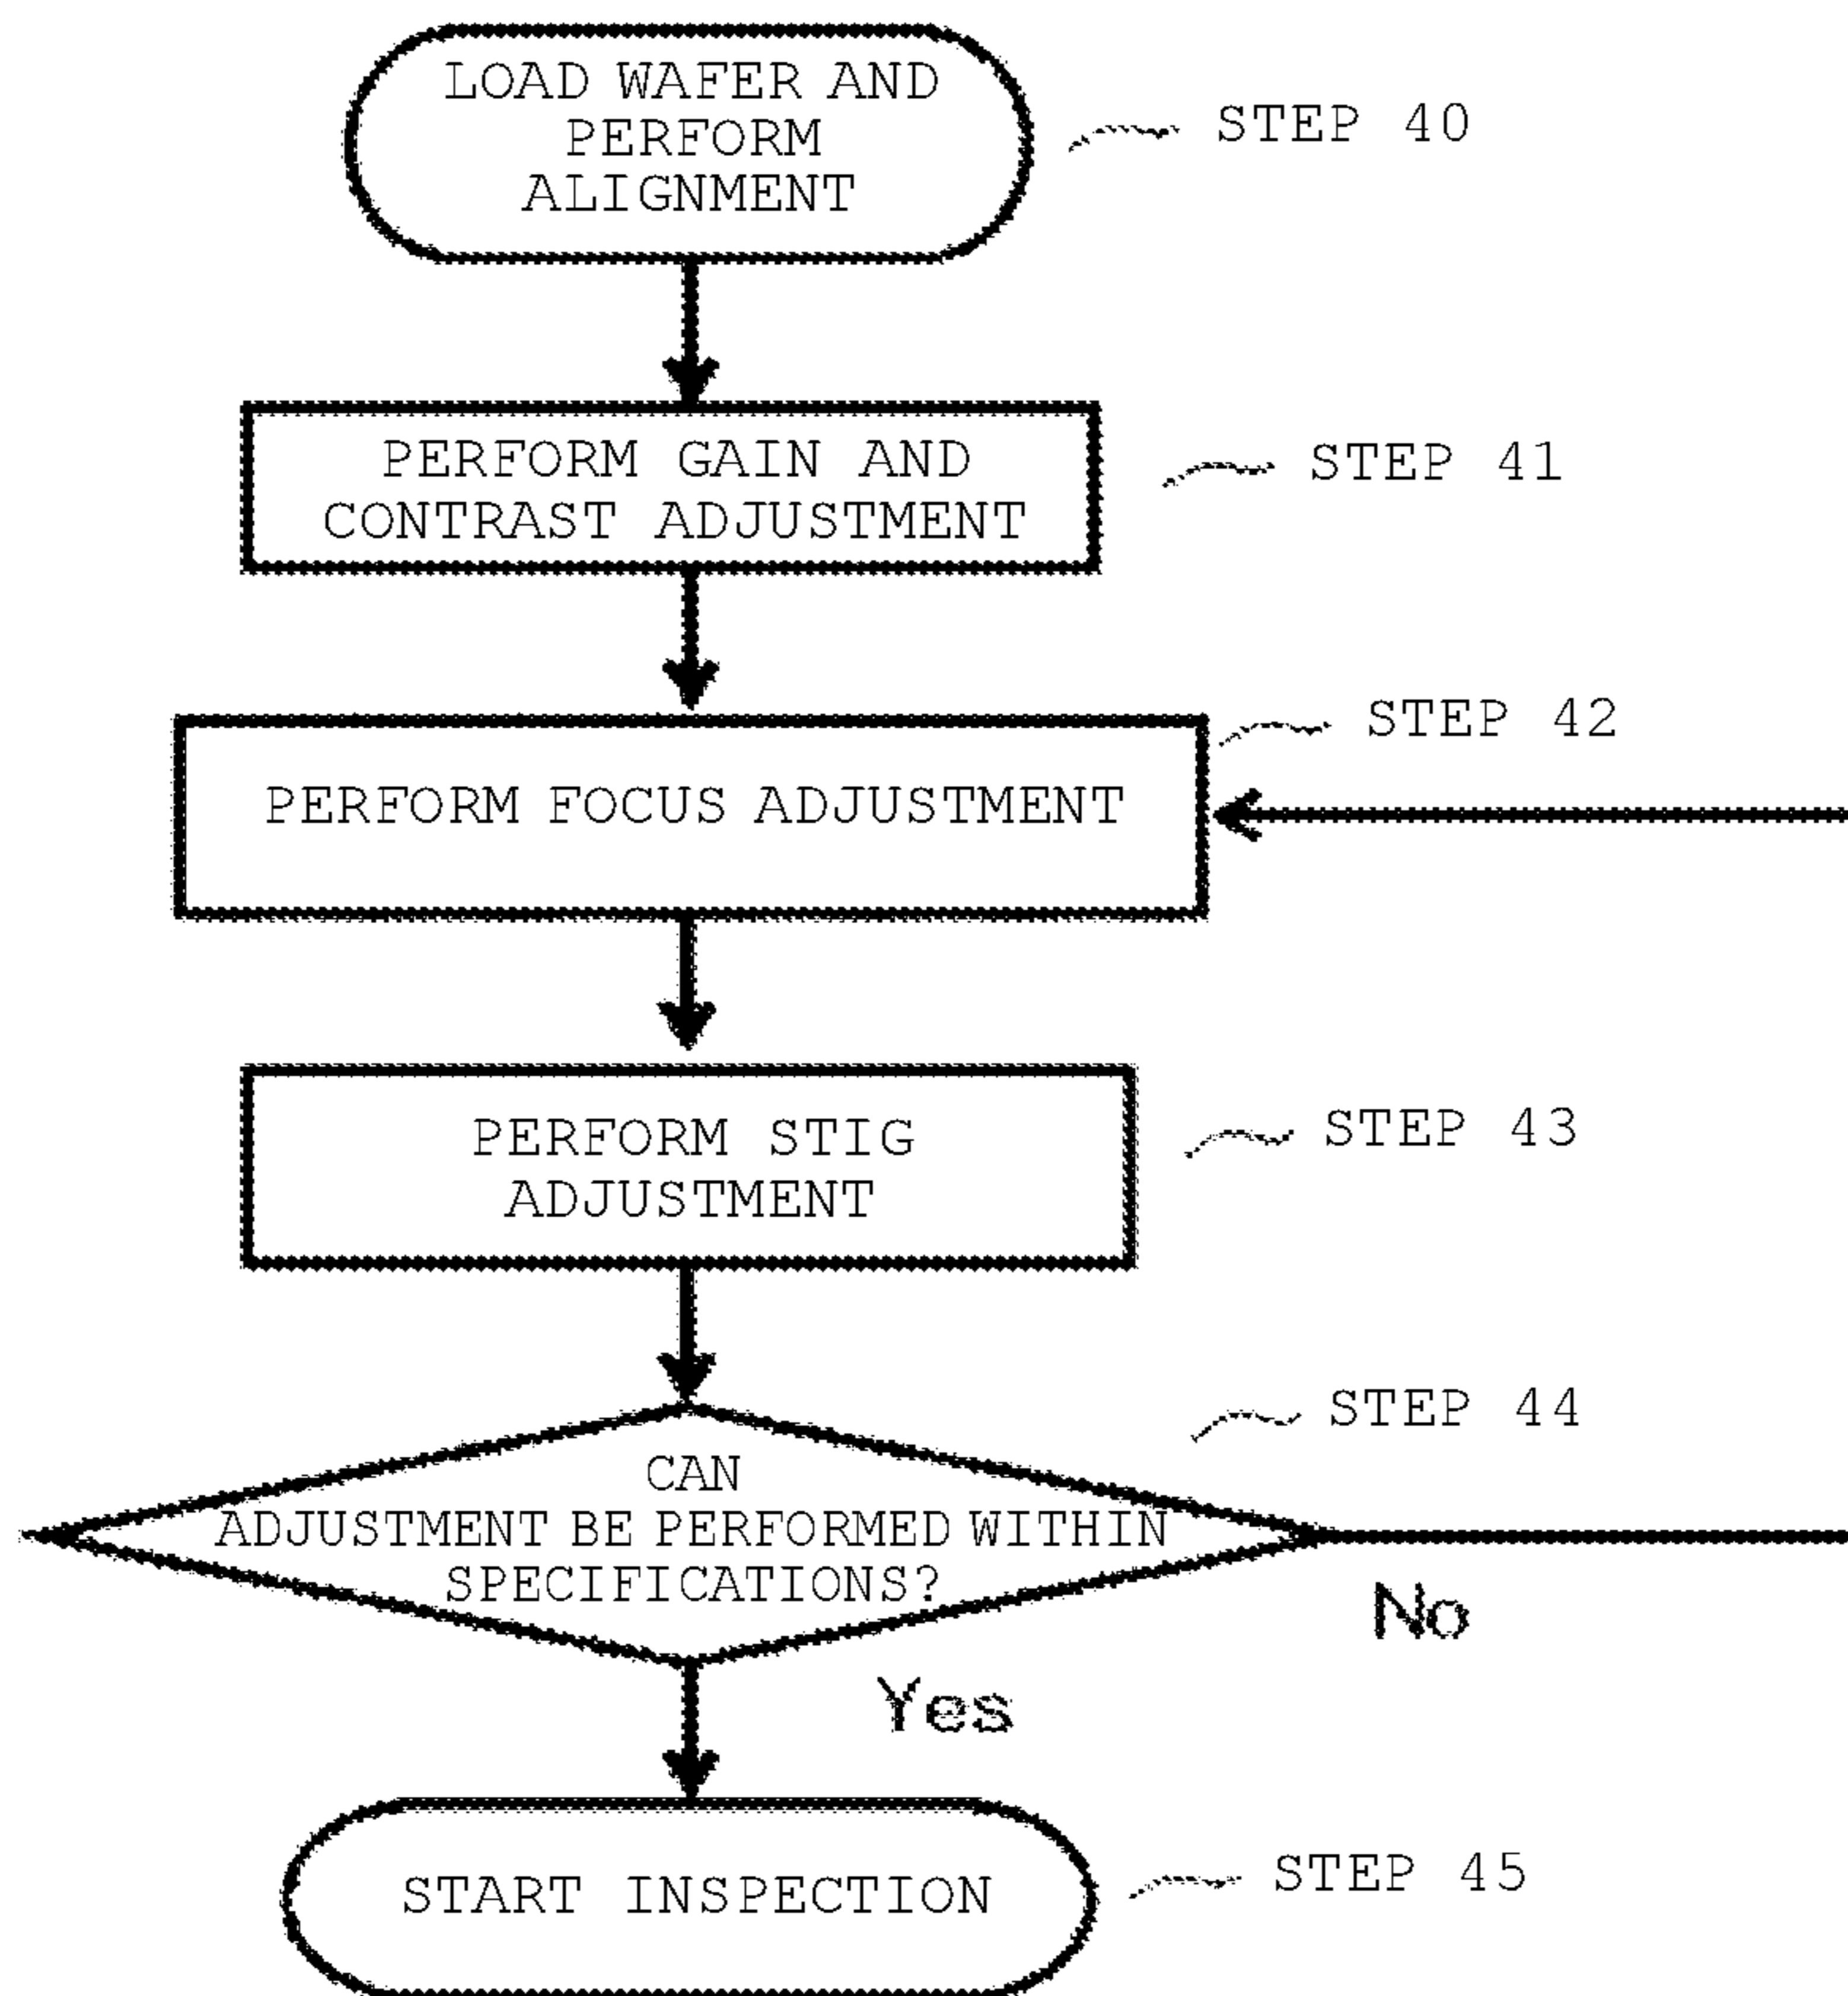 LOAD WAFER AND
PERFORM
ALIGNMENT
STEP 40
PERFORM GAIN AND
CONTRAST ADJUSTMENT
STEP 41
STEP 42
PERFORM FOCUS ADJUSTMENT
PERFORM STIG
ADJUSTMENT
STEP 43
STEP 44
CAN
ADJUSTMENT BE PERFORMED WITHIN
SPECIFICATIONS?
No
Yes
START INSPECTION
STEP 45